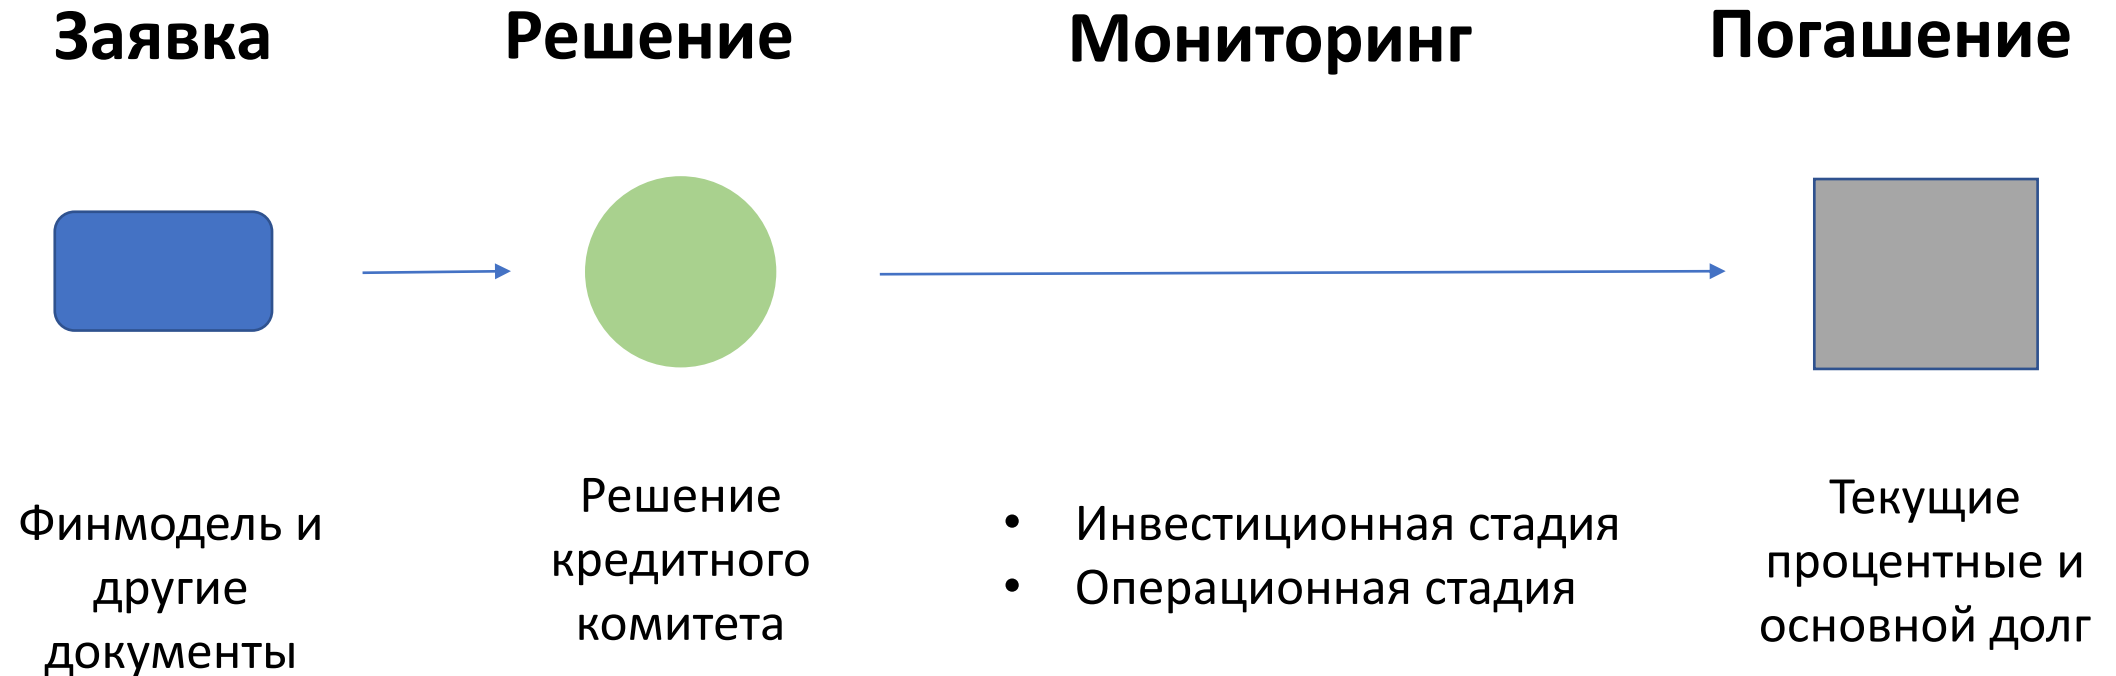 Заявка
Решение
Мониторинг
Погашение
Финмодель и
другие
документы
Решение
кредитного
комитета
• Инвестиционная стадия
• Операционная стадия
Текущие
процентные и
основной долг